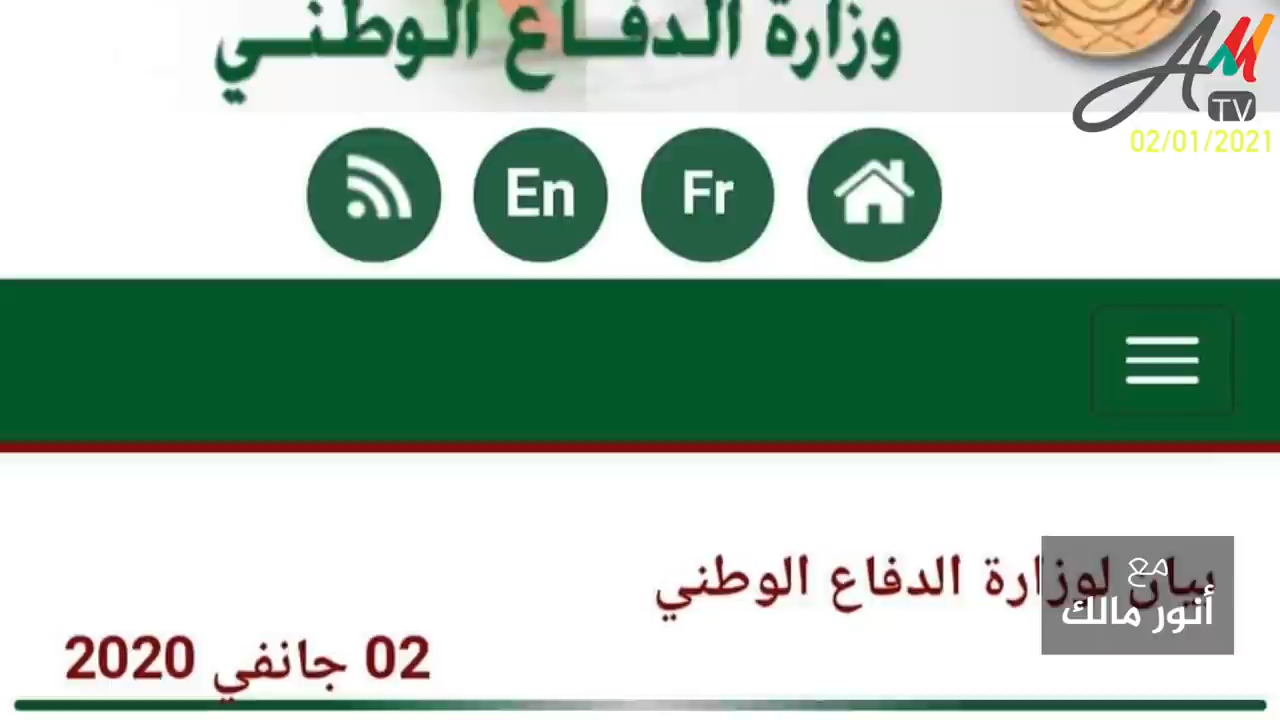 وزارة الدفاع الوطني
AM
TV
02/01/2021
En
Fr
بيان لوزارة الدفاع الوطني
مع
أنور مالك
02 جانفي 2020